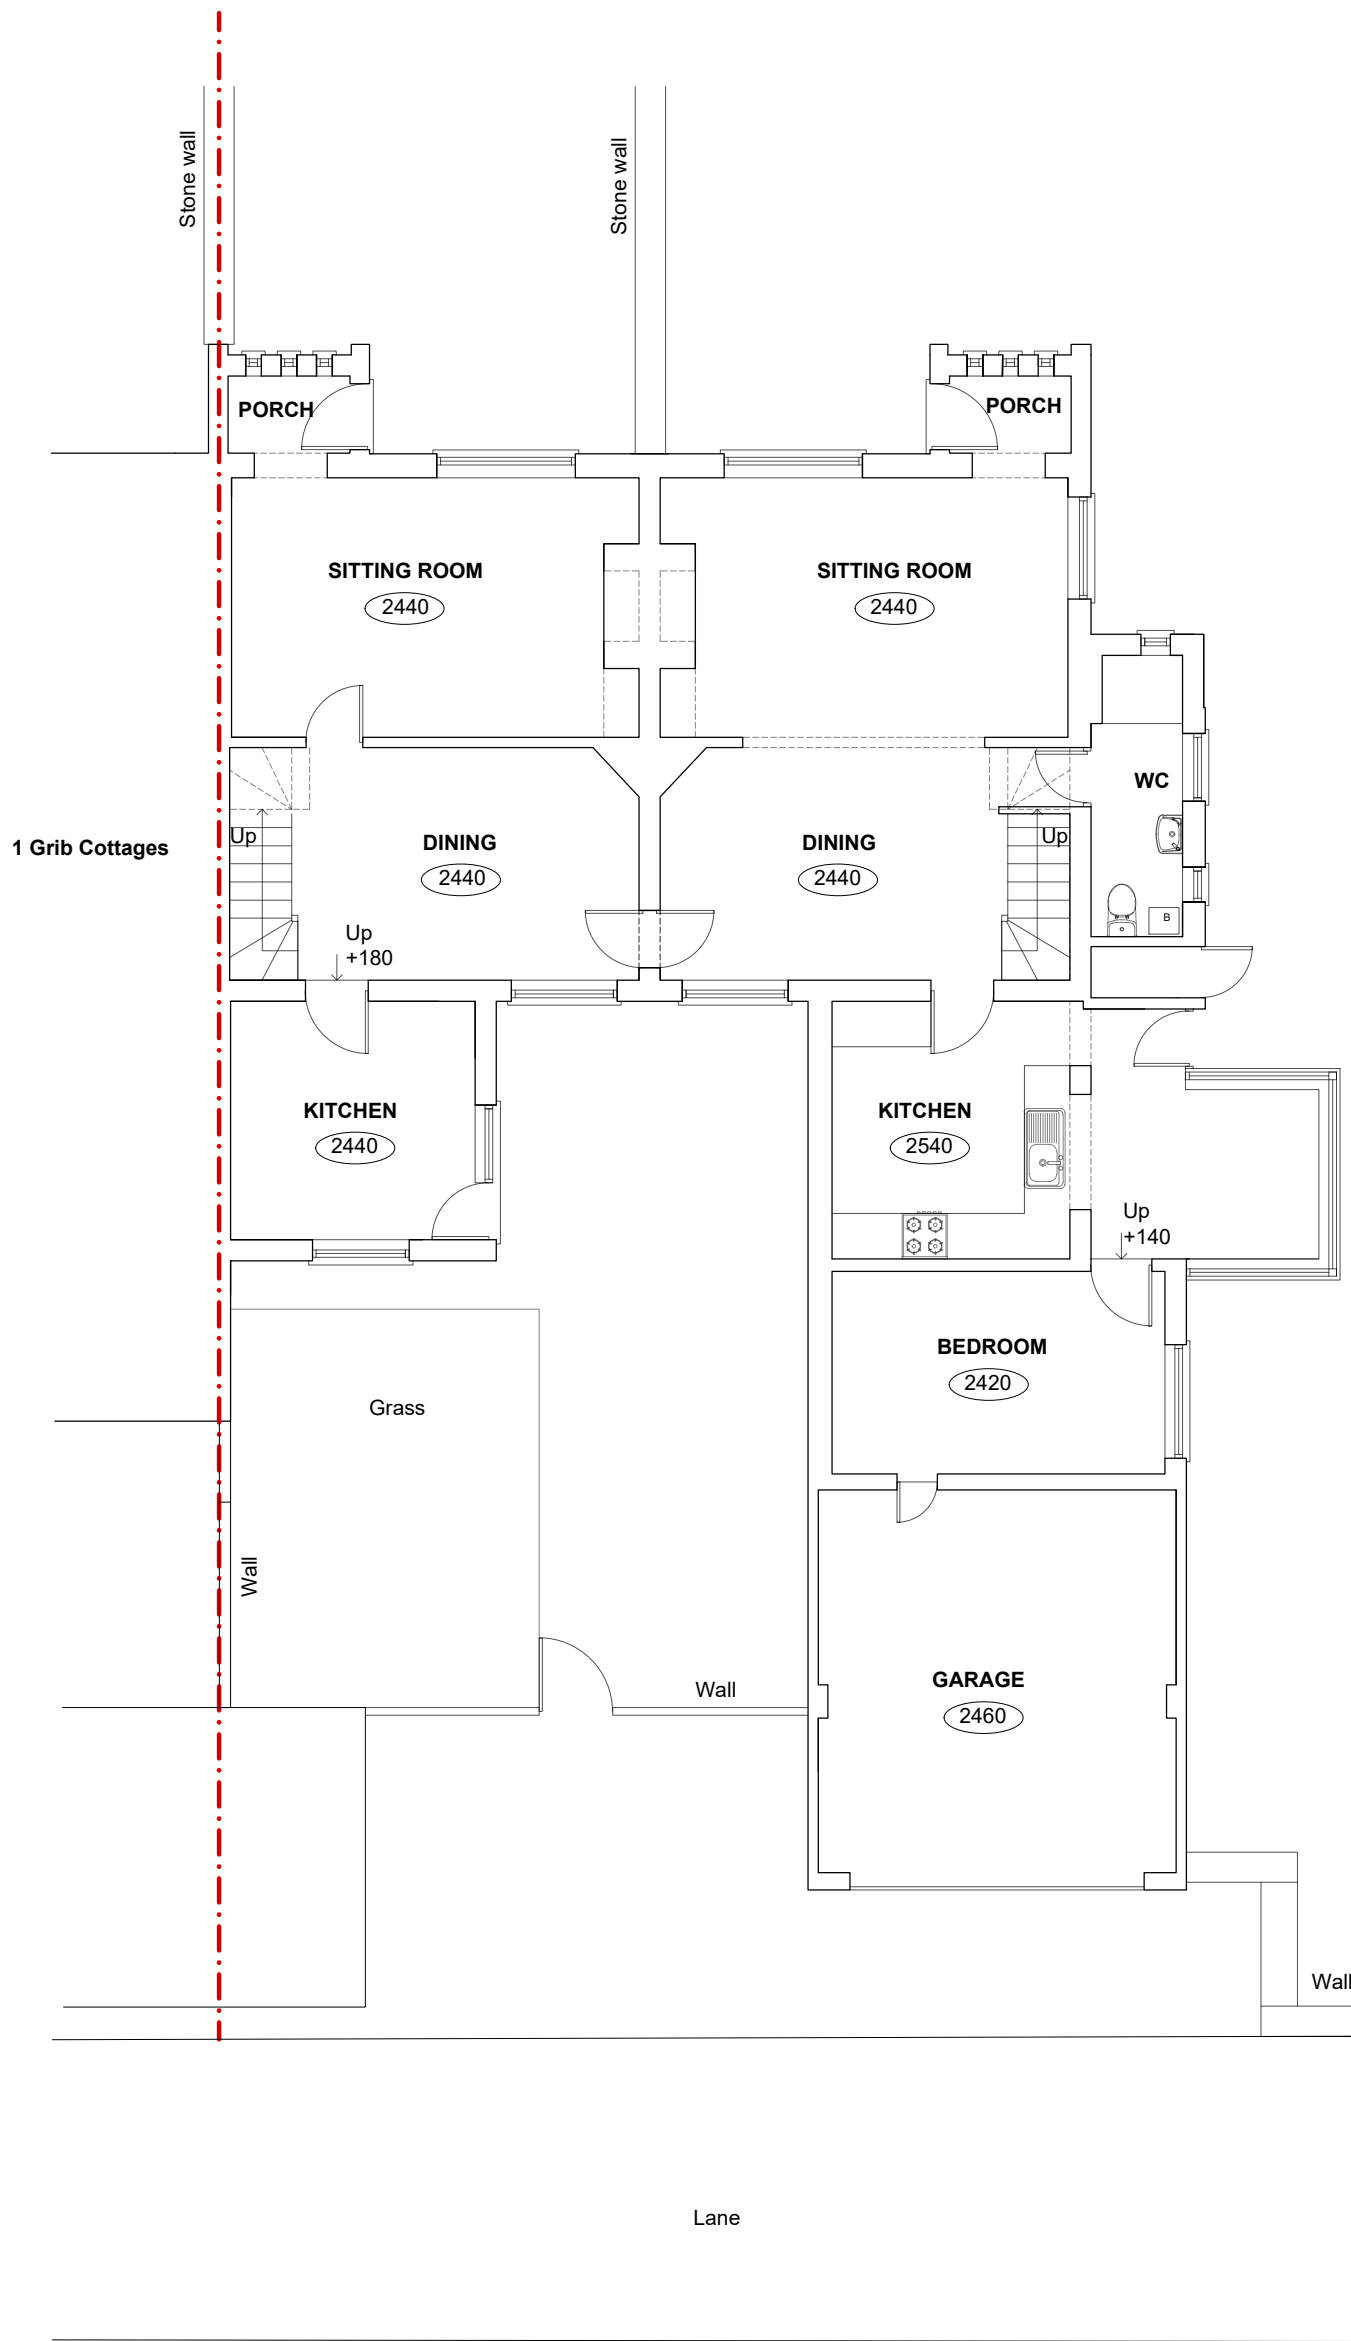 Stone wall
Stone wall
PORCH
PORCH
SITTING ROOM
2440
SITTING ROOM
2440
WC
1 Grib Cottages
Up
DINING
2440
DINING
2440
Up
B
Up
+180
KITCHEN
2440
KITCHEN
2540
Up
+140
BEDROOM
2420
Grass
Wall
Wall
GARAGE
2460
Wall
Lane